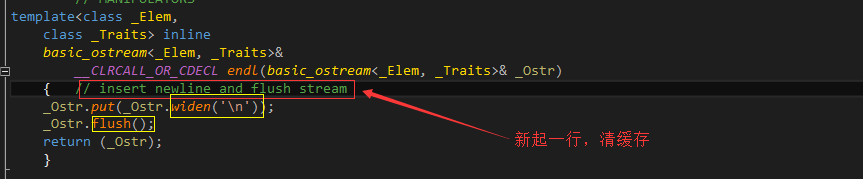 // MANIPULATORS
template<class _Elem,
class _Traits> inline
basic_ostream<_Elem, _Traits>&
__CLRCALL_OR_CDECL endl(basic_ostream<_Elem, _Traits>& _Ostr)
{ // insert newline and flush stream
_Ostr.put(_Ostr.widen('\n'));
_Ostr.flush();
return (_Ostr);
}
新起一行，清缓存